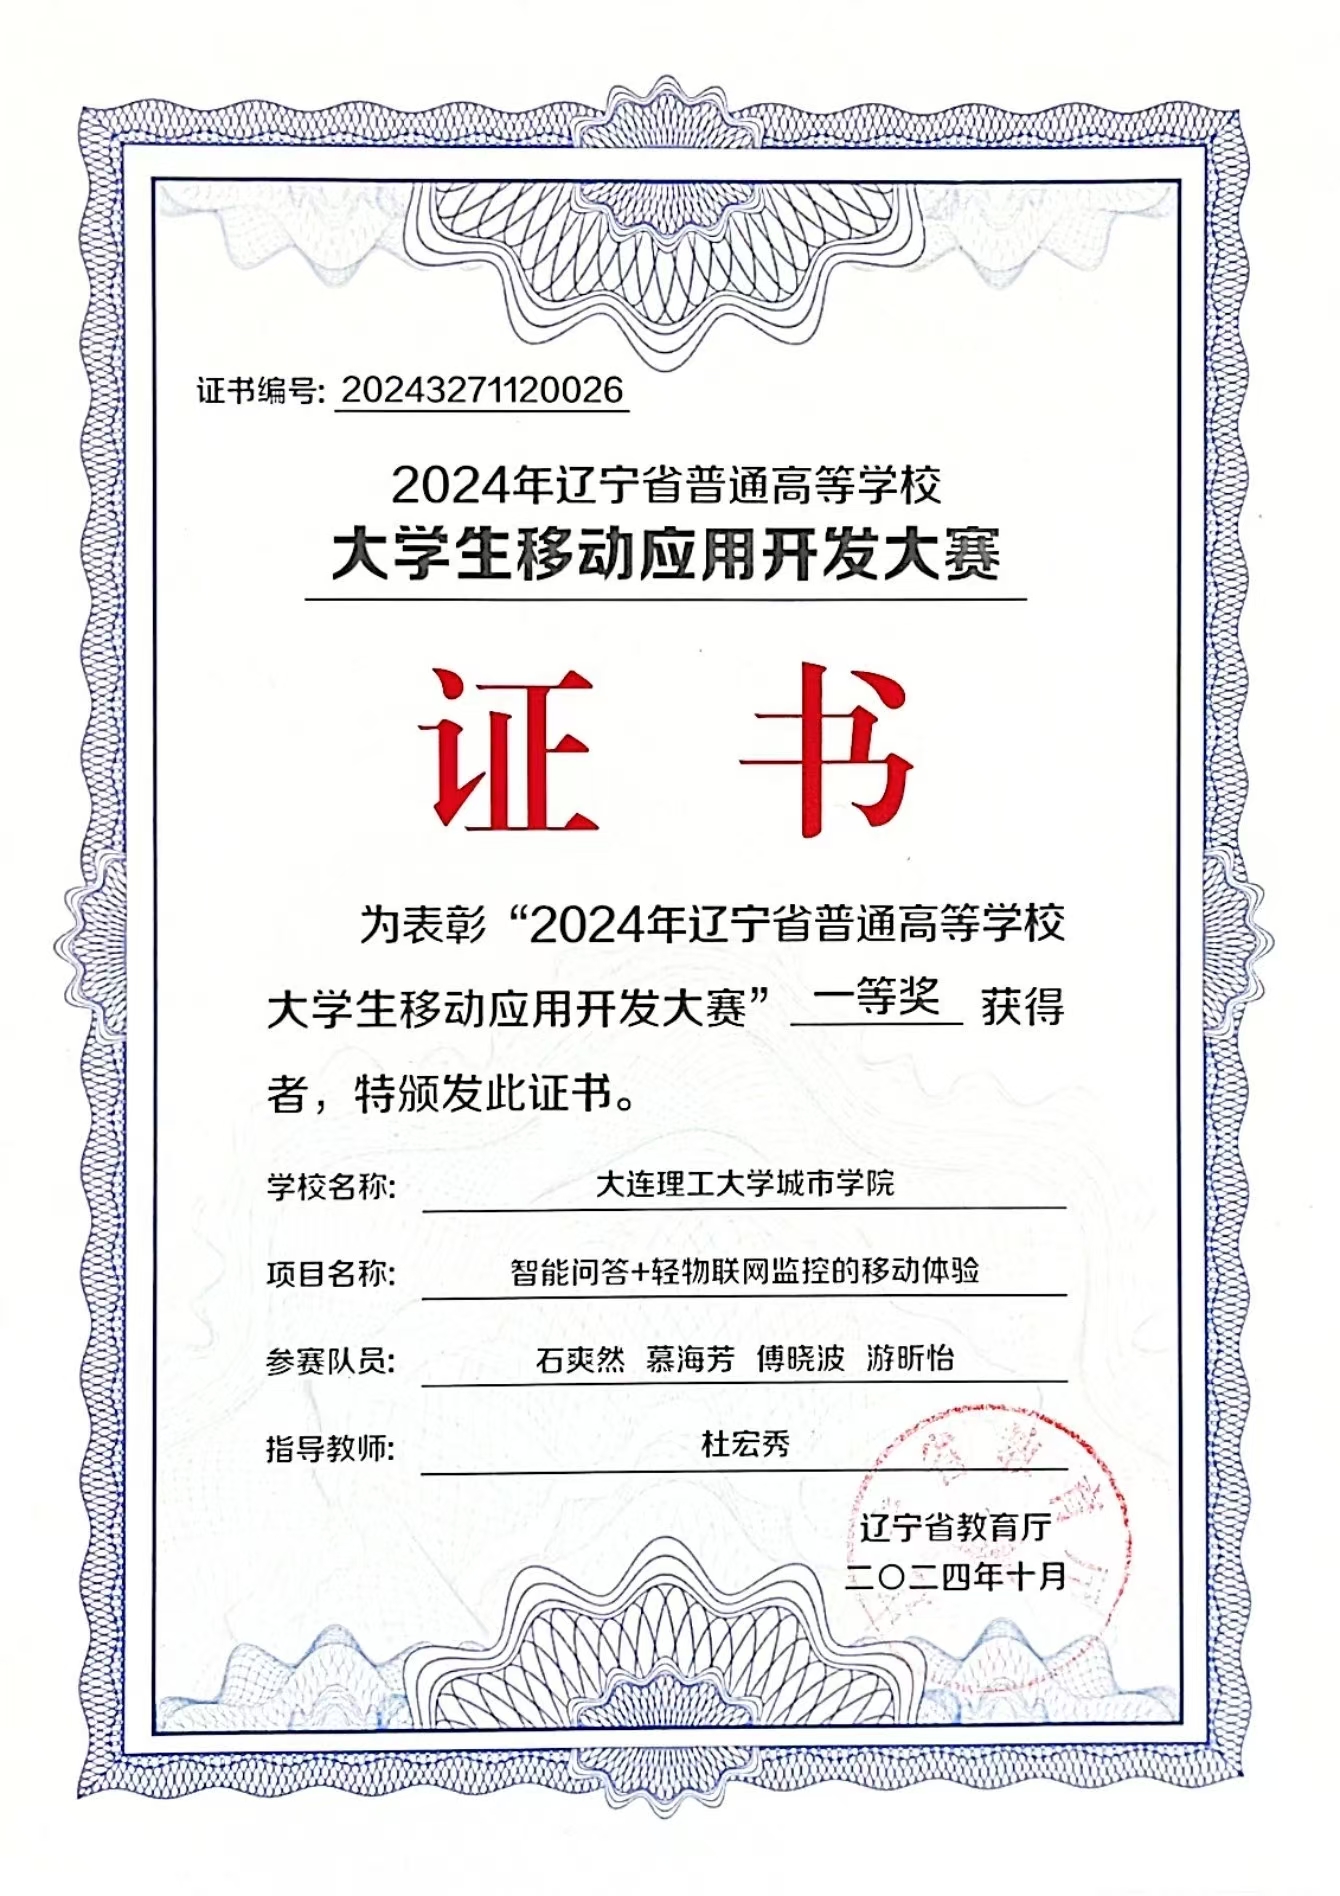 证书编号: 20243271120026
2024年辽宁省普通高等学校
大学生移动应用开发大赛
证 书
为表彰“2024年辽宁省普通高等学校
大学生移动应用开发大赛” 一等奖 获得
者，特颁发此证书。
学校名称: 大连理工大学城市学院
项目名称: 智能问答+轻物联网监控的移动体验
参赛队员: 石爽然 慕海芳 傅晓波 游昕怡
指导教师: 杜宏秀
辽宁省教育厅
二〇二四年十月